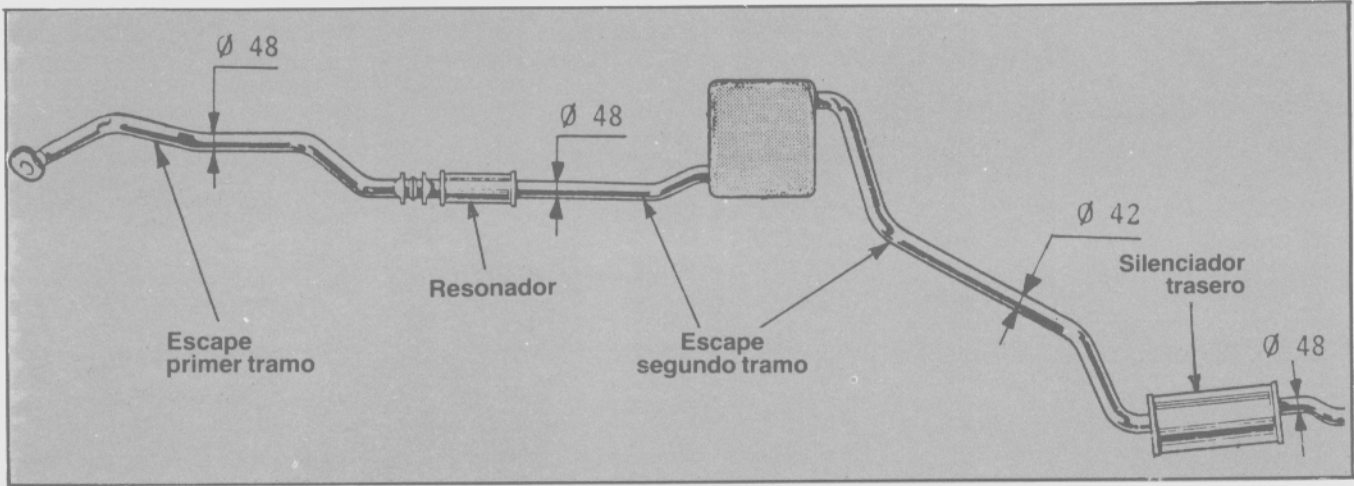 Ø 48
Ø 48
Ø 42
Silenciador
trasero
Resonador
Escape
primer tramo
Escape
segundo tramo
Ø 48